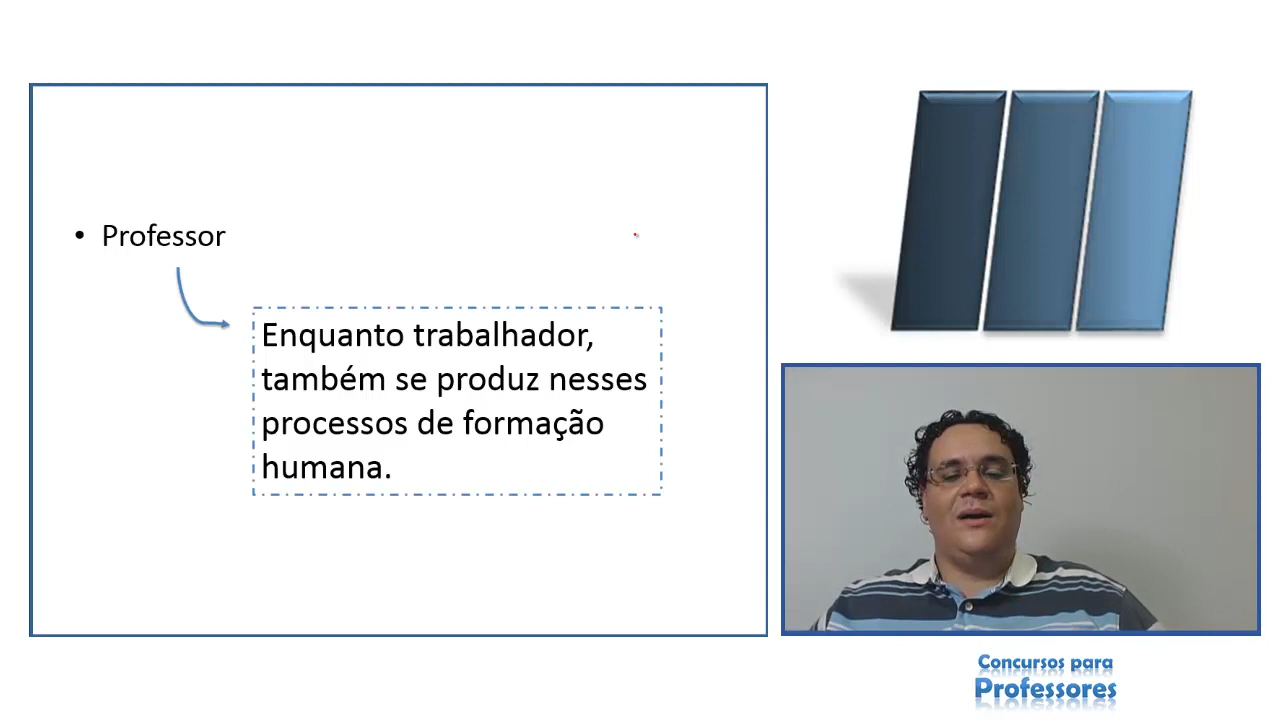 • Professor
Enquanto trabalhador,
também se produz nesses
processos de formação
humana.
Concursos para
Professores